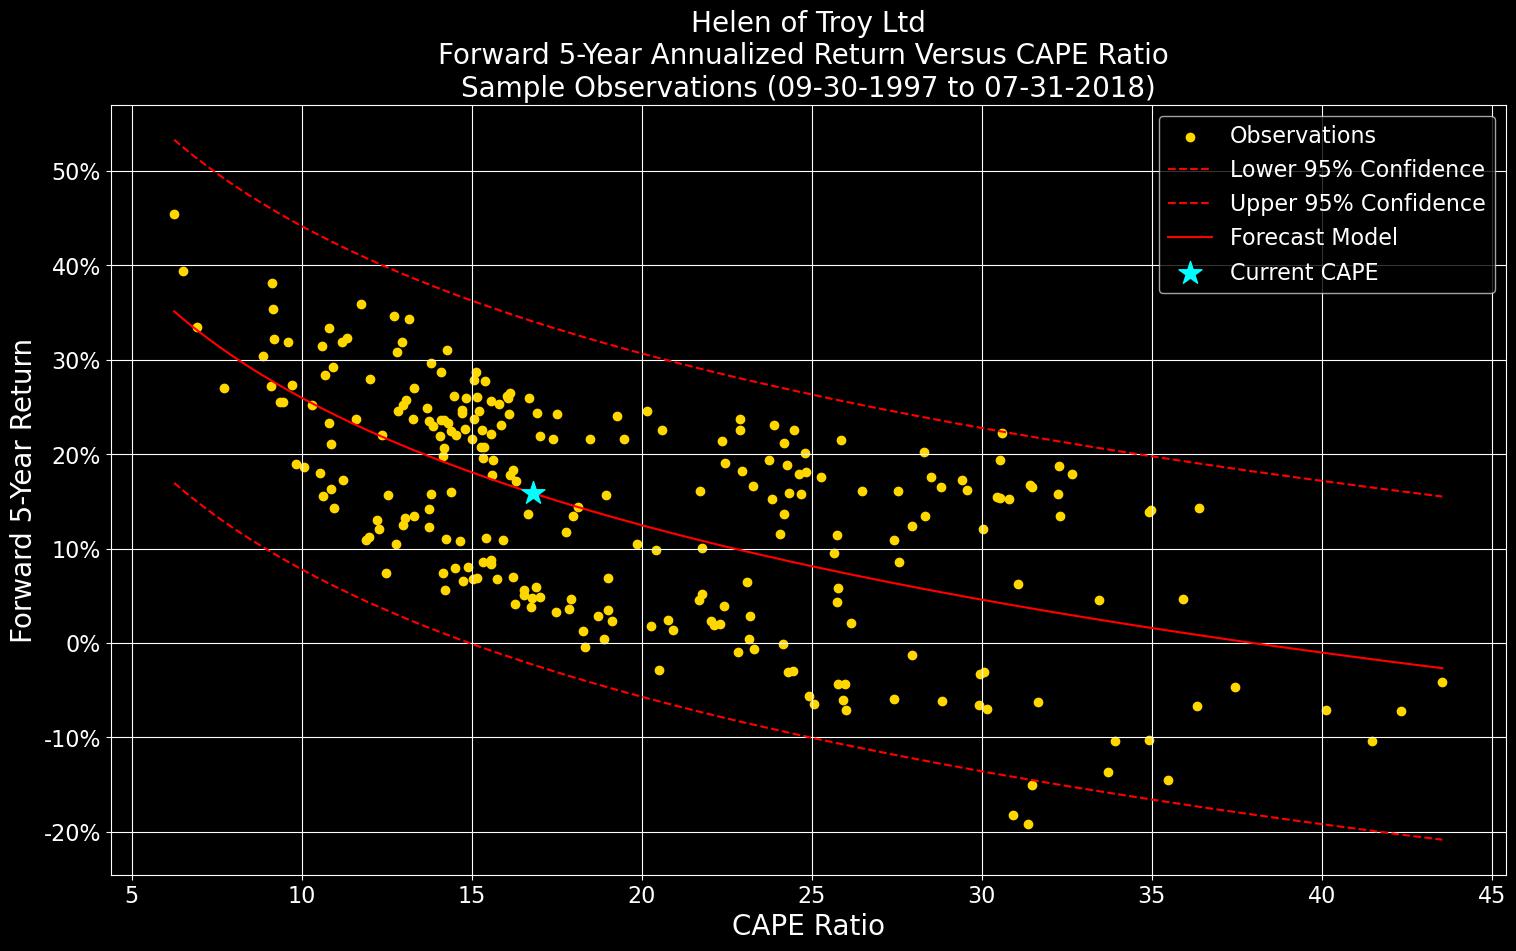 Helen of Troy Ltd
Forward 5-Year Annualized Return Versus CAPE Ratio
Sample Observations (09-30-1997 to 07-31-2018)
Observations
Lower 95% Confidence
Upper 95% Confidence
Forecast Model
Current CAPE
Forward 5-Year Return
50%
40%
30%
20%
10%
0%
-10%
-20%
5 10 15 20 25 30 35 40 45
CAPE Ratio